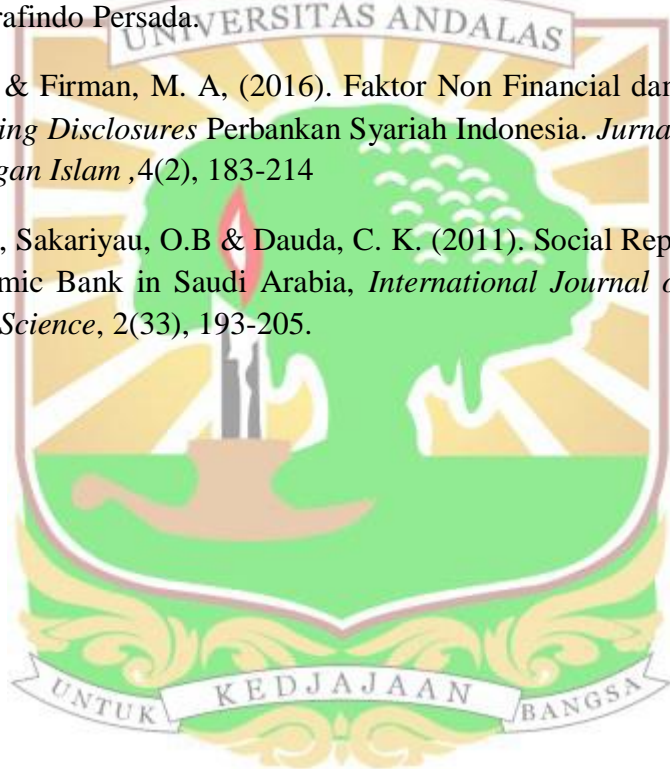 rafindo Persada.
UNIVERSITAS ANDALAS
& Firman, M. A, (2016). Faktor Non Financial dar
ing Disclosures Perbankan Syariah Indonesia. Jurna
gan Islam ,4(2), 183-214
, Sakariyau, O.B & Dauda, C. K. (2011). Social Rep
mic Bank in Saudi Arabia, International Journal o
Science, 2(33), 193-205.
UNTUK KEDJAJAAN BANGSA